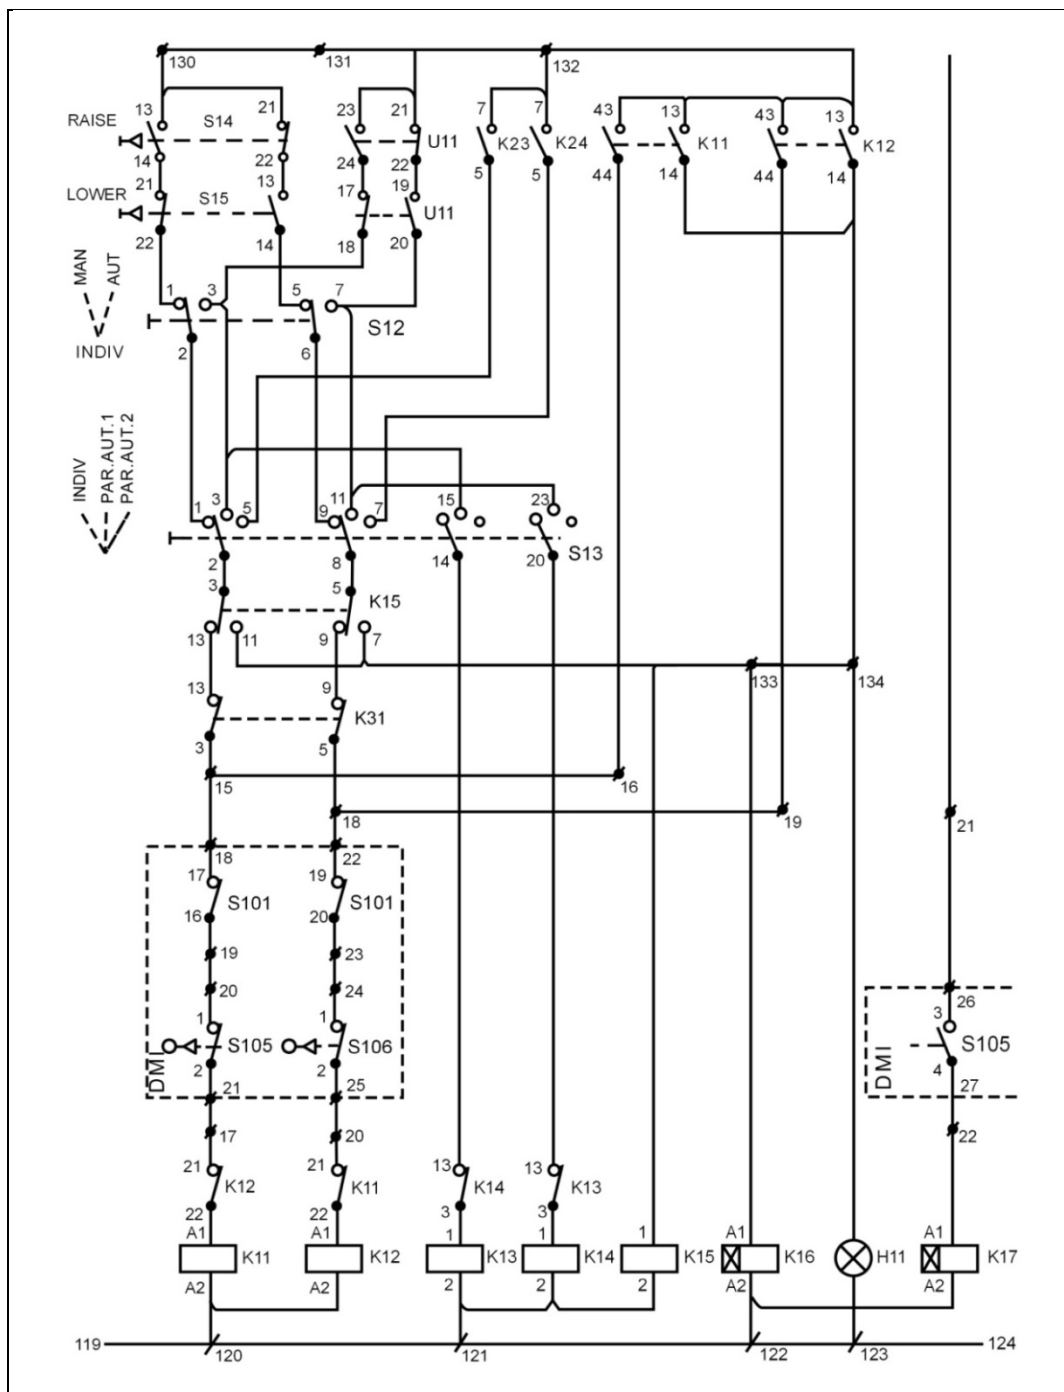 130 131 132
13 21 23 21 7 7 43 13 43 13
RAISE S14 U11 K23 K24 K11 K12
14 22 24 22 5 5 44 14 44 14
21 13 17 19
LOWER S15 U11
22 14 18 20
MAN AUT
1 3 5 7
S12
INDIV 2 6
INDIV PAR.AUT.1 PAR.AUT.2
1 3 5 9 11 7 15 23
S13
2 8 14 20
3 5
K15
13 11 9 7
133 134
13 9
K31
3 5
15 16
18 19 21
18 22
17 19
S101 S101
16 20
19 23
20 24
26
1 1 3
DMI S105 S106 DMI S105
2 2 4
21 25 27
17 20 22
21 21 13 13
K12 K11 K14 K13
22 22 3 3
A1 A1 1 1 1 A1 A1
K11 K12 K13 K14 K15 K16 H11 K17
A2 A2 2 2 2 A2 A2
119 120 121 122 123 124